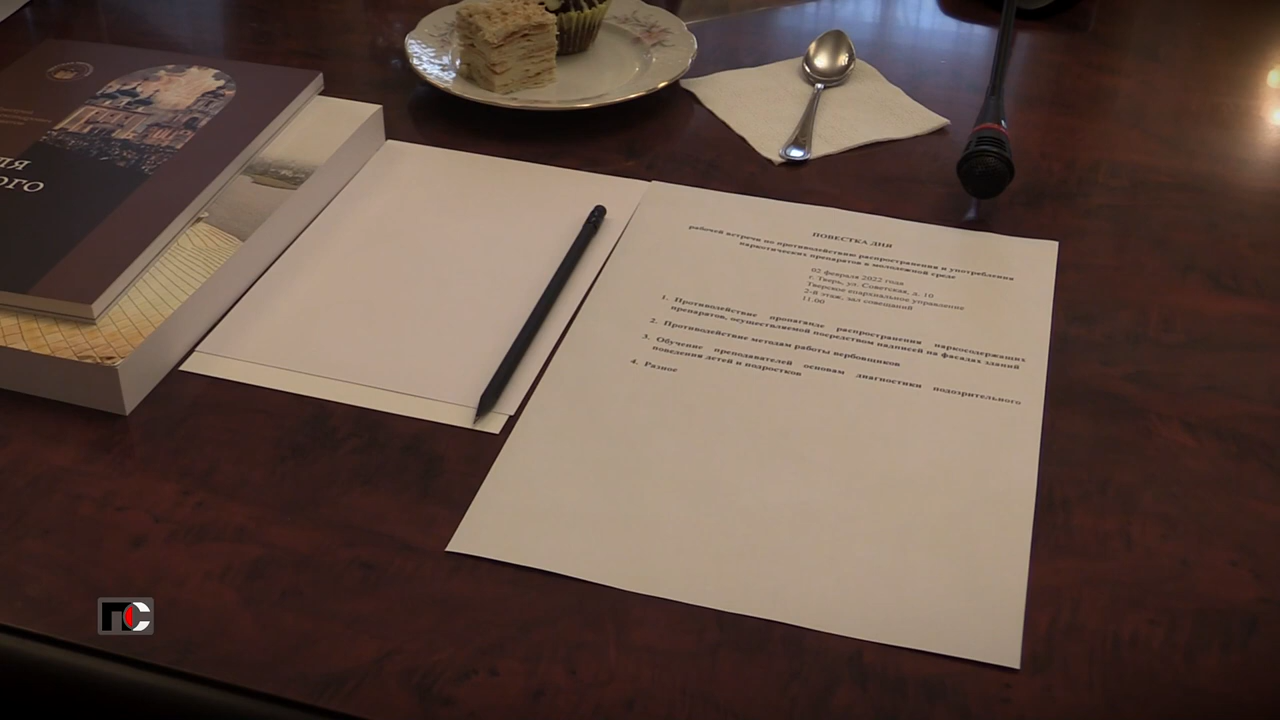 ля
ого
ПОВЕСТКА ДНЯ
рабочей встречи по противодействию распространения и употребления
наркотических препаратов в молодежной среде
02 февраля 2022 года
г. Тверь, ул. Советская, д. 10
Тверское епархиальное управление
2-й этаж, зал совещаний
11.00
1. Противодействие пропаганде распространения наркосодержащих
препаратов, осуществляемой посредством надписей на фасадах зданий
2. Противодействие методам работы вербовщиков
3. Обучение преподавателей основам диагностики подозрительного
поведения детей и подростков
4. Разное
ПС